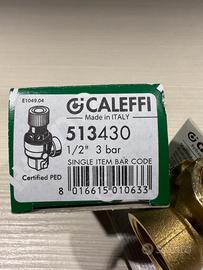 E1049.04
CALEFFI
Made in ITALY
513430
1/2" 3 bar
SINGLE ITEM BAR CODE
Certified PED
8 016615 010633